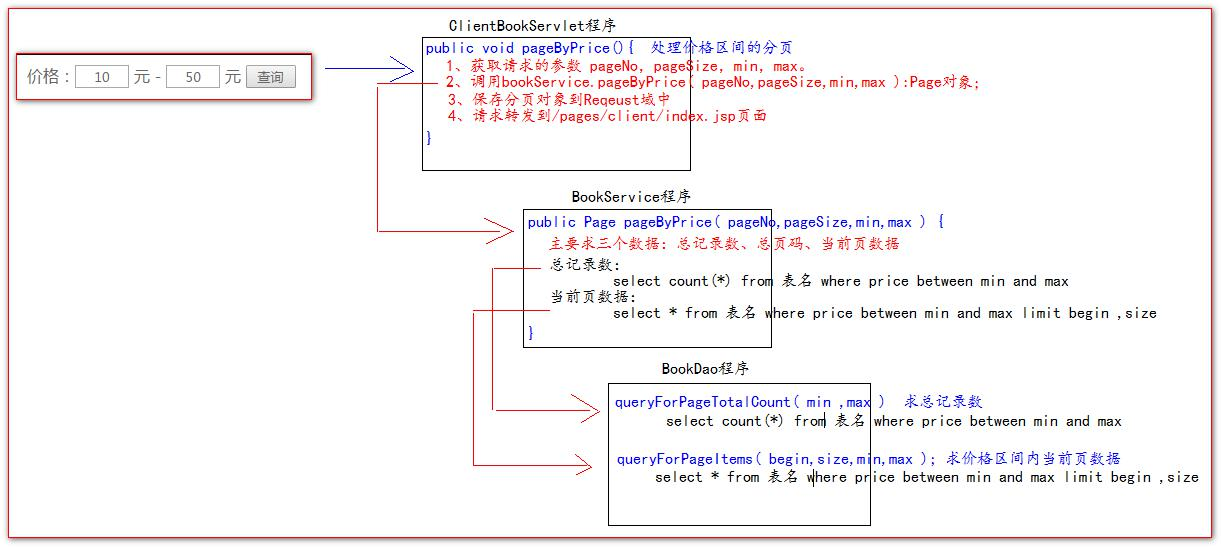 ClientBookServlet程序
public void pageByPrice(){ 处理价格区间的分页
价格：10 元 - 50 元 查询
1、获取请求的参数 pageNo, pageSize, min, max。
2、调用bookService.pageByPrice( pageNo,pageSize,min,max ):Page对象;
3、保存分页对象到Reqeust域中
4、请求转发到/pages/client/index.jsp页面
}
BookService程序
public Page pageByPrice( pageNo,pageSize,min,max ) {
主要求三个数据：总记录数、总页码、当前页数据
总记录数：
select count(*) from 表名 where price between min and max
当前页数据：
select * from 表名 where price between min and max limit begin ,size
}
BookDao程序
queryForPageTotalCount( min ,max ) 求总记录数
select count(*) from 表名 where price between min and max
queryForPageItems( begin,size,min,max ); 求价格区间内当前页数据
select * from 表名 where price between min and max limit begin ,size